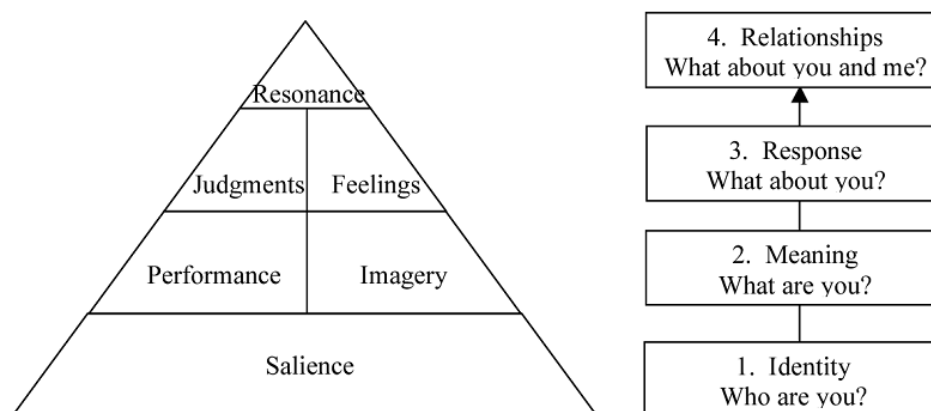 Resonance
Judgments Feelings
Performance Imagery
Salience
4. Relationships
What about you and me?
3. Response
What about you?
2. Meaning
What are you?
1. Identity
Who are you?